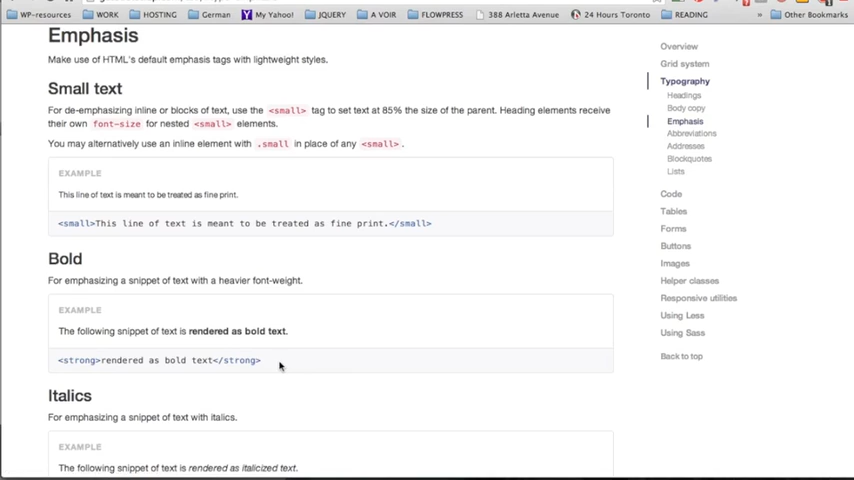 WP-resources WORK HOSTING German My Yahoo! JQUERY A VOIR FLOWPRESS 388 Arletta Avenue 24 Hours Toronto READING » Other Bookmarks
Emphasis
Make use of HTML's default emphasis tags with lightweight styles.
Small text
For de-emphasizing inline or blocks of text, use the <small> tag to set text at 85% the size of the parent. Heading elements receive
their own font-size for nested <small> elements.
You may alternatively use an inline element with .small in place of any <small>.
EXAMPLE
This line of text is meant to be treated as fine print.
<small>This line of text is meant to be treated as fine print.</small>
Bold
For emphasizing a snippet of text with a heavier font-weight.
EXAMPLE
The following snippet of text is rendered as bold text.
<strong>rendered as bold text</strong>
Italics
For emphasizing a snippet of text with italics.
EXAMPLE
The following snippet of text is rendered as italicized text.
Overview
Grid system
Typography
Headings
Body copy
Emphasis
Abbreviations
Addresses
Blockquotes
Lists
Code
Tables
Forms
Buttons
Images
Helper classes
Responsive utilities
Using Less
Using Sass
Back to top